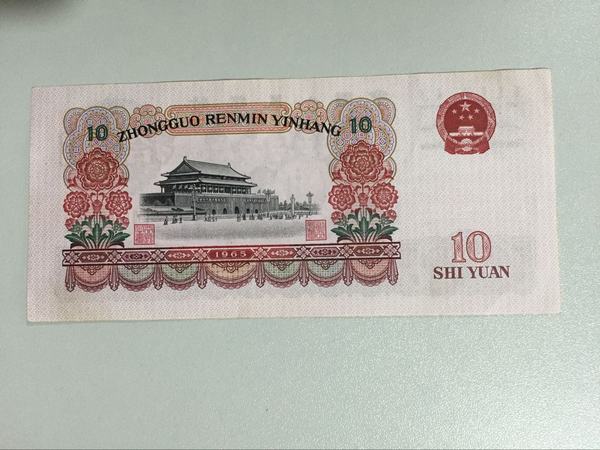 10 ZHONGGUO RENMIN YINHANG 10
1965
10
SHI YUAN